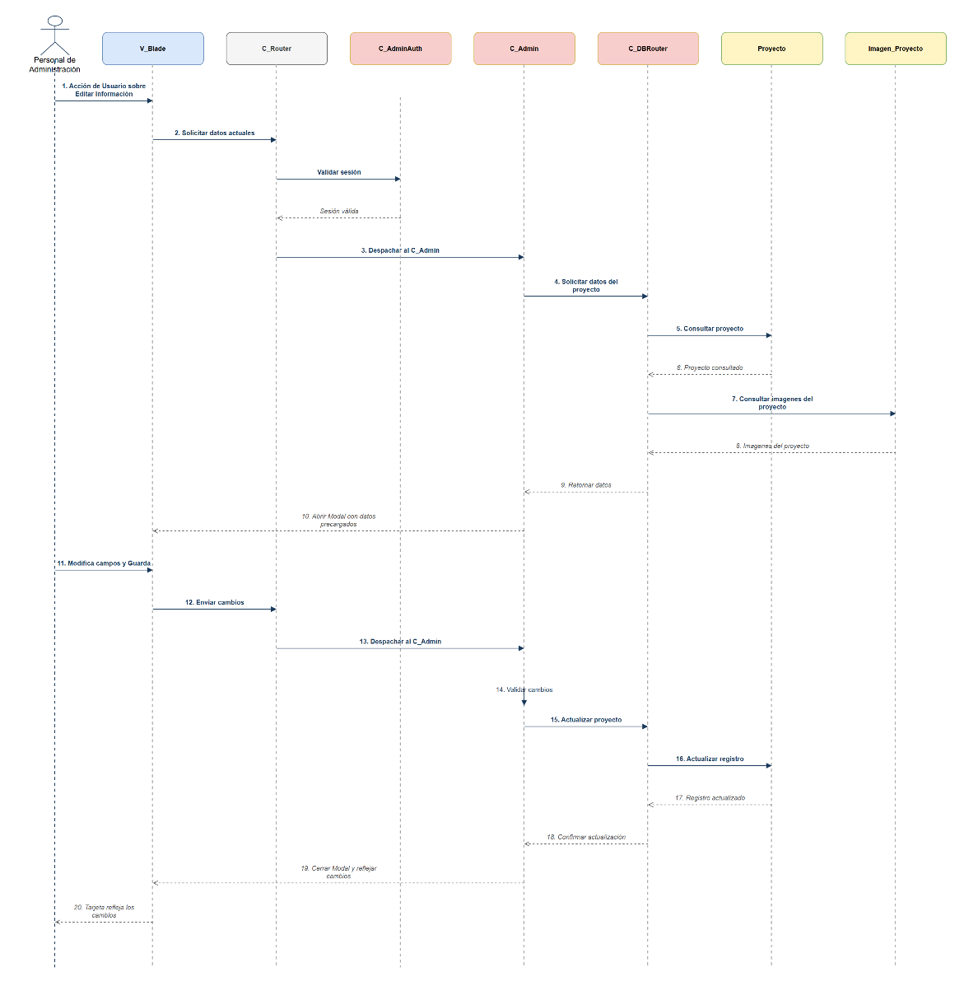 Personal de
Administración
V_Blade
C_Router
C_AdminAuth
C_Admin
C_DBRouter
Proyecto
Imagen_Proyecto
1. Acción de Usuario sobre
Editar Información
2. Solicitar datos actuales
Validar sesión
Sesión válida
3. Despachar al C_Admin
4. Solicitar datos del
proyecto
5. Consultar proyecto
6. Proyecto consultado
7. Consultar imagenes del
proyecto
8. Imagenes del proyecto
9. Retornar datos
10. Abrir Modal con datos
precargados
11. Modifica campos y Guarda
12. Enviar cambios
13. Despachar al C_Admin
14. Validar cambios
15. Actualizar proyecto
16. Actualizar registro
17. Registro actualizado
18. Confirmar actualización
19. Cerrar Modal y reflejar
cambios
20. Tarjeta refleja los
cambios